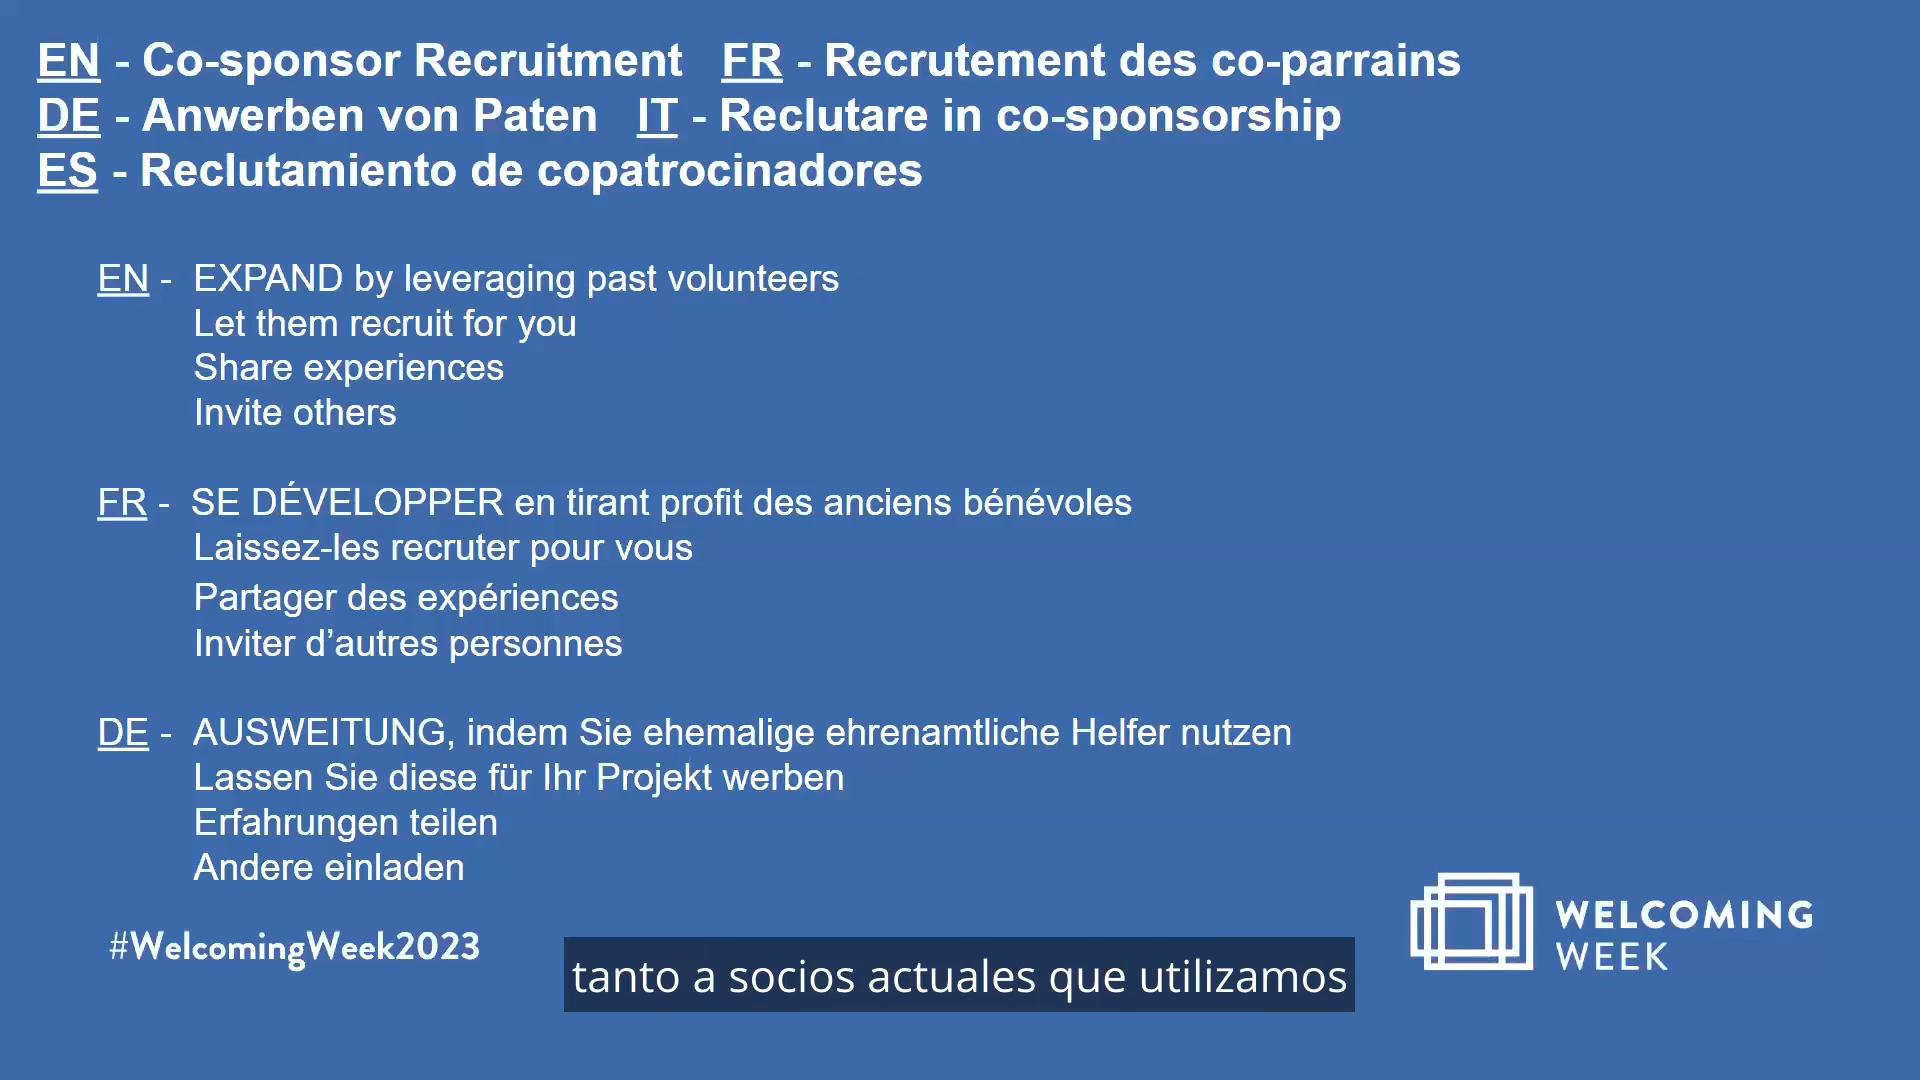 EN - Co-sponsor Recruitment FR - Recrutement des co-parrains
DE - Anwerben von Paten IT - Reclutare in co-sponsorship
ES - Reclutamiento de copatrocinadores
EN - EXPAND by leveraging past volunteers
Let them recruit for you
Share experiences
Invite others
FR - SE DÉVELOPPER en tirant profit des anciens bénévoles
Laissez-les recruter pour vous
Partager des expériences
Inviter d’autres personnes
DE - AUSWEITUNG, indem Sie ehemalige ehrenamtliche Helfer nutzen
Lassen Sie diese für Ihr Projekt werben
Erfahrungen teilen
Andere einladen
#WelcomingWeek2023
WELCOMING
WEEK
tanto a socios actuales que utilizamos